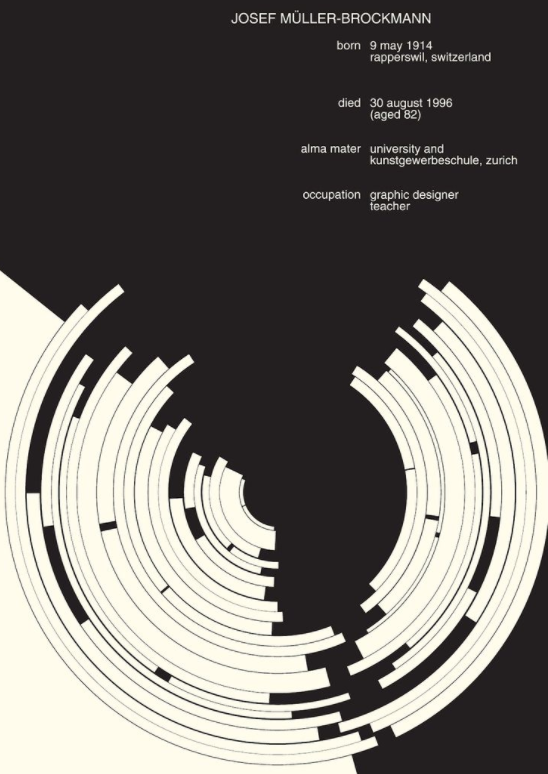 JOSEF MÜLLER-BROCKMANN
born 9 may 1914
rapperswil, switzerland
died 30 august 1996
(aged 82)
alma mater university and
kunstgewerbeschule, zurich
occupation graphic designer
teacher